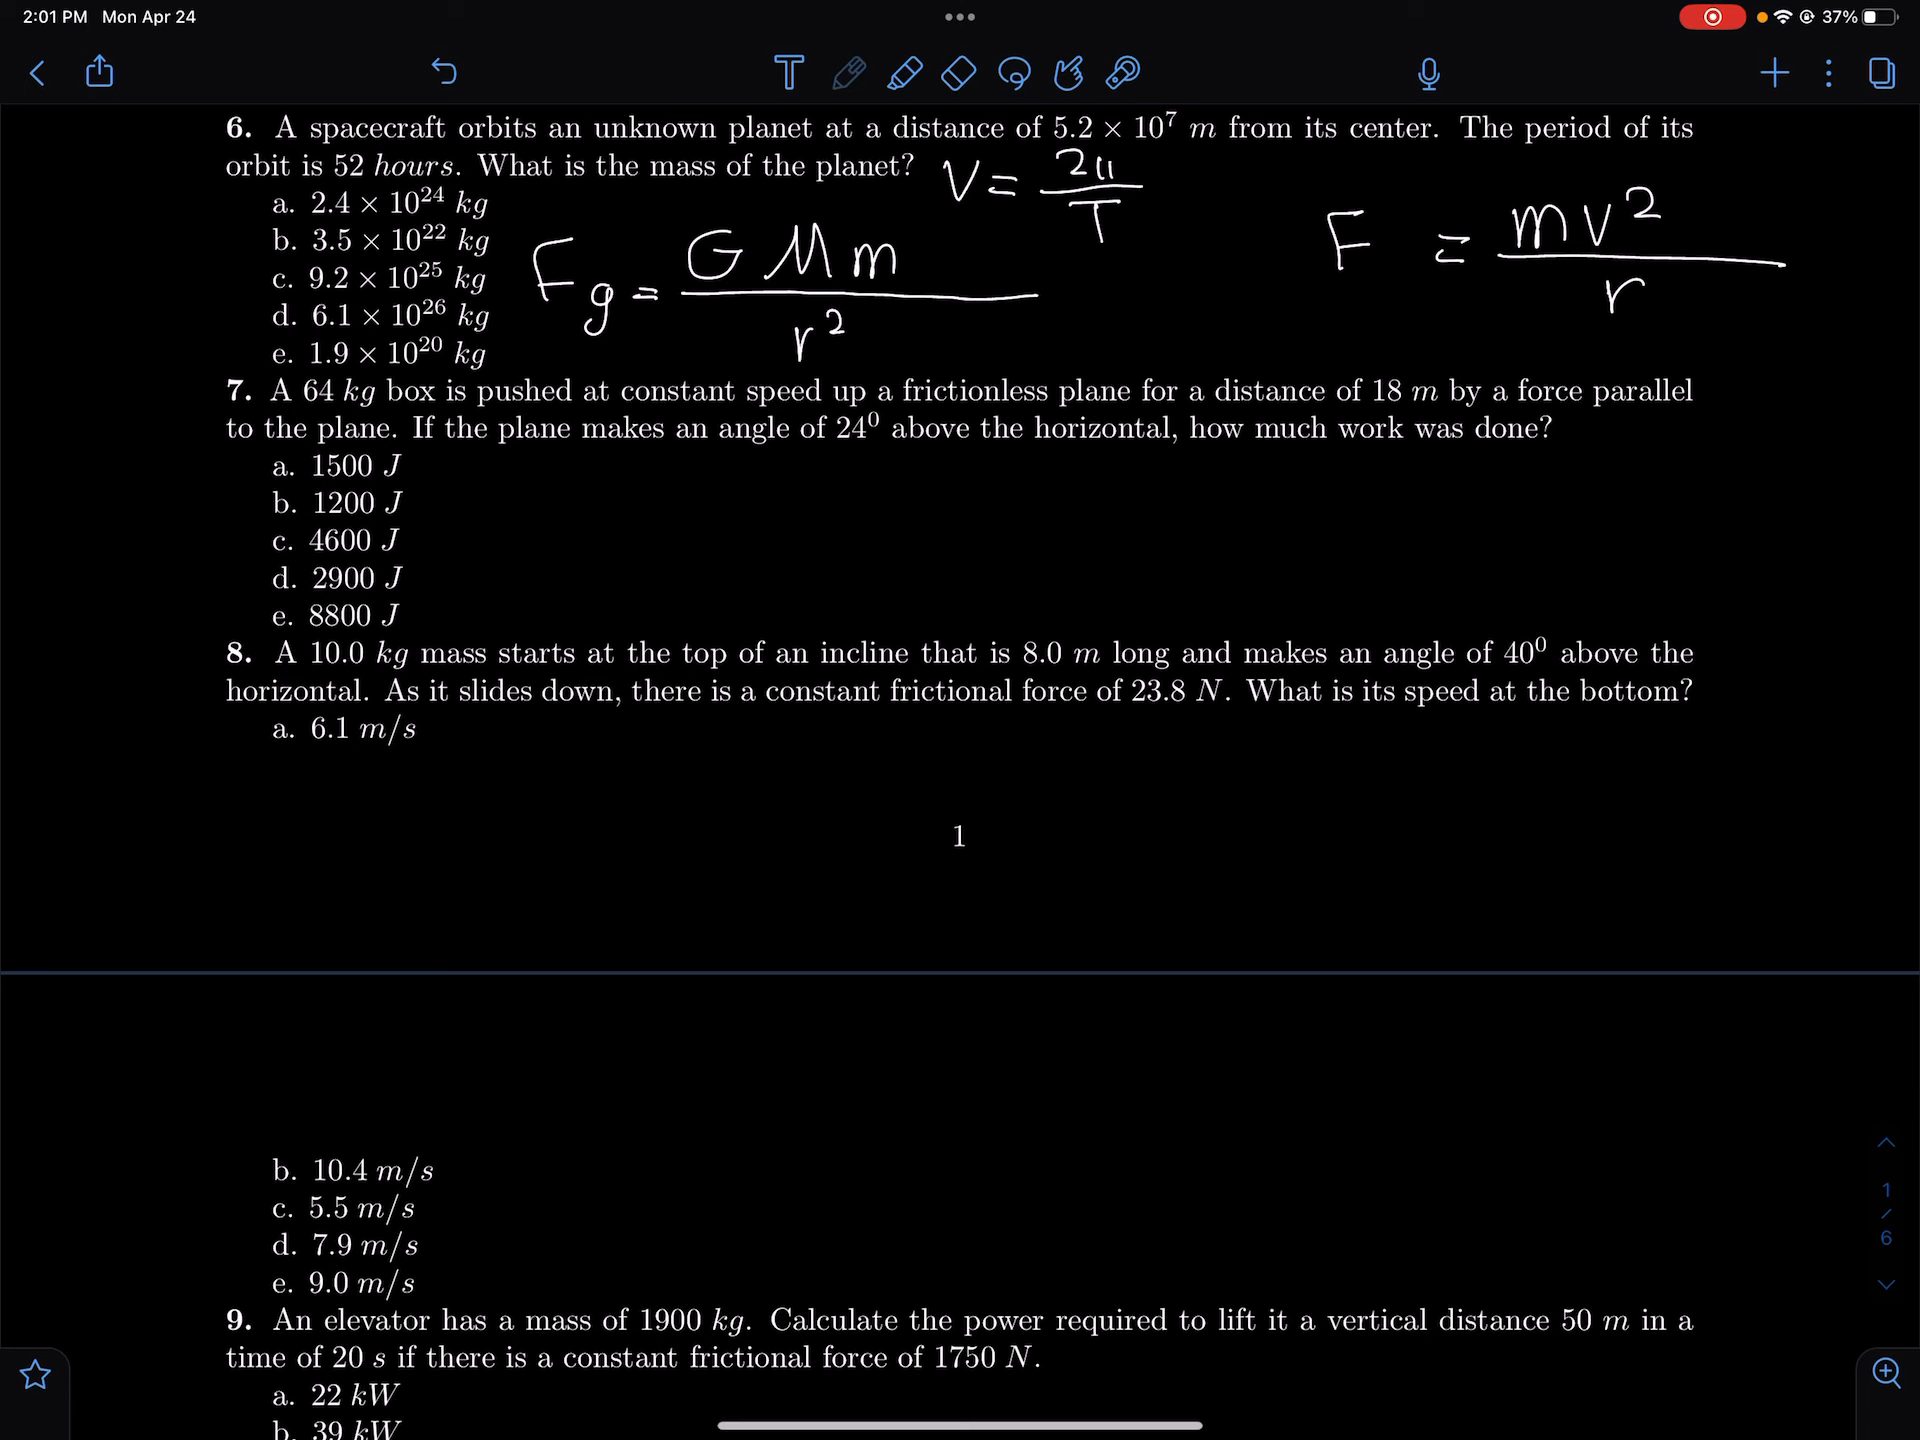 2:01 PM Mon Apr 24
37%
6. A spacecraft orbits an unknown planet at a distance of 5.2 × 10⁷ m from its center. The period of its
orbit is 52 hours. What is the mass of the planet?
V = 2π / T
a. 2.4 × 10²⁴ kg
b. 3.5 × 10²² kg
c. 9.2 × 10²⁵ kg
d. 6.1 × 10²⁶ kg
e. 1.9 × 10²⁰ kg
Fg = G M m / r²
F = m v² / r
7. A 64 kg box is pushed at constant speed up a frictionless plane for a distance of 18 m by a force parallel
to the plane. If the plane makes an angle of 24⁰ above the horizontal, how much work was done?
a. 1500 J
b. 1200 J
c. 4600 J
d. 2900 J
e. 8800 J
8. A 10.0 kg mass starts at the top of an incline that is 8.0 m long and makes an angle of 40⁰ above the
horizontal. As it slides down, there is a constant frictional force of 23.8 N. What is its speed at the bottom?
a. 6.1 m/s
1
b. 10.4 m/s
c. 5.5 m/s
d. 7.9 m/s
e. 9.0 m/s
1
/
6
9. An elevator has a mass of 1900 kg. Calculate the power required to lift it a vertical distance 50 m in a
time of 20 s if there is a constant frictional force of 1750 N.
a. 22 kW
b. 39 kW